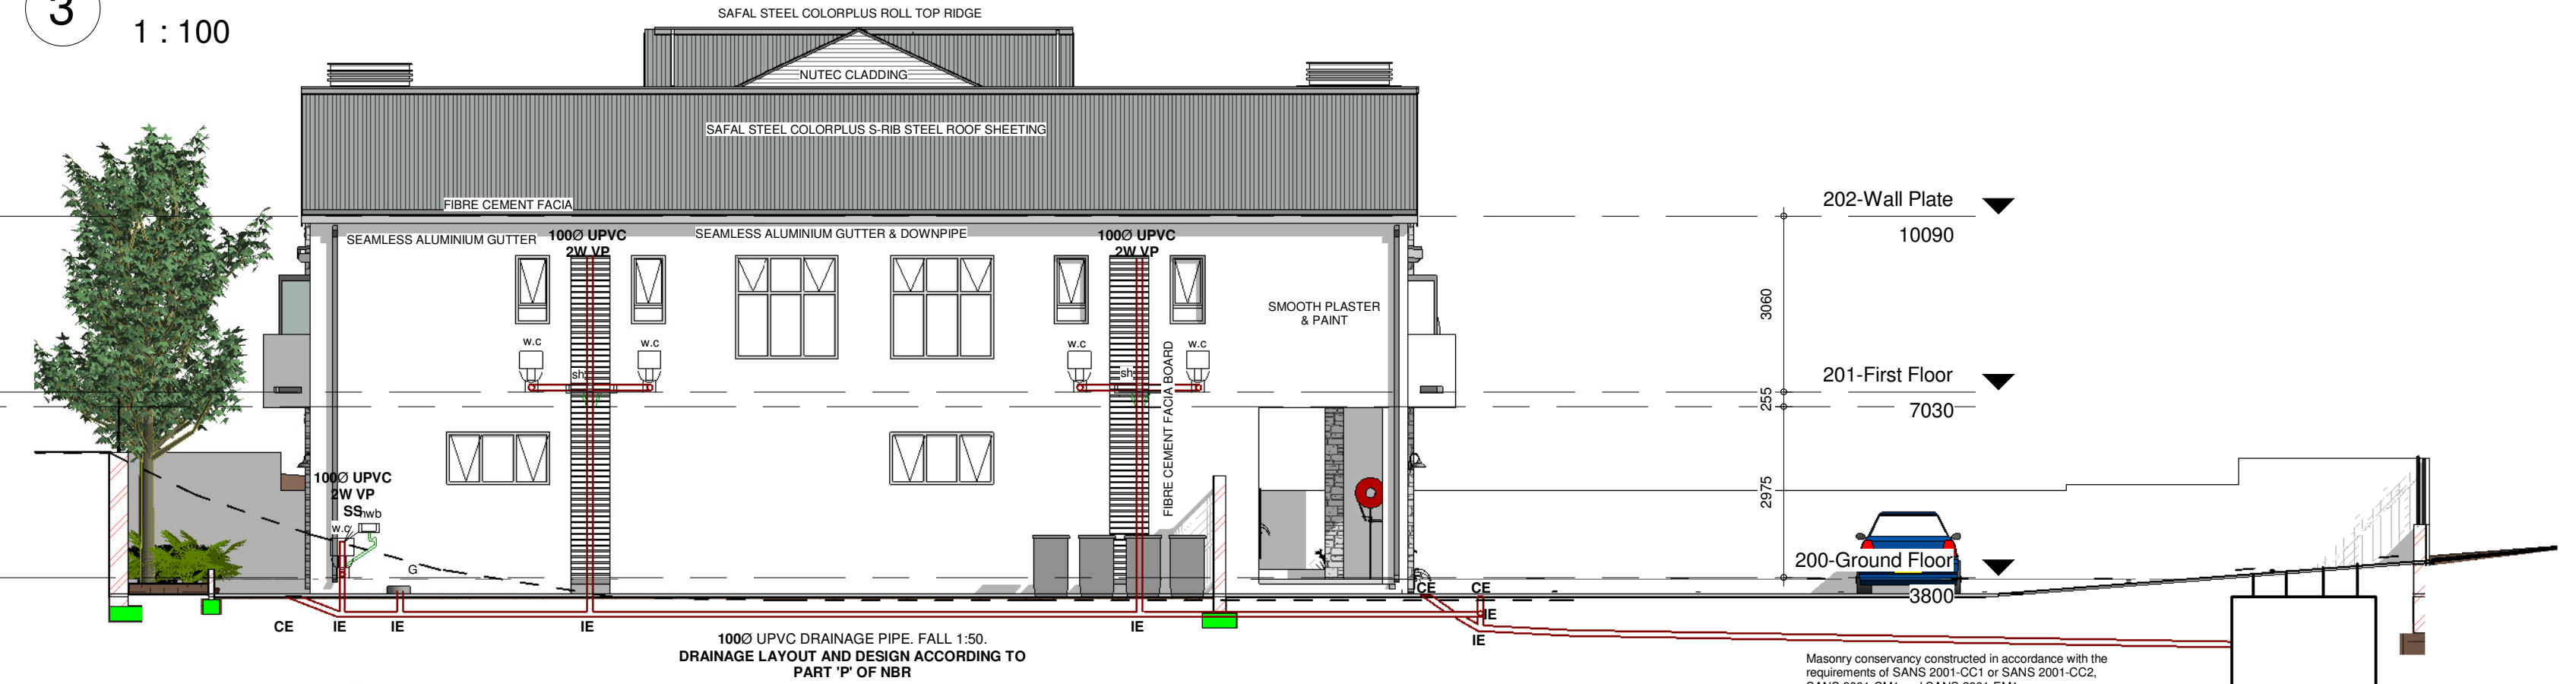 3
1 : 100
SAFAL STEEL COLORPLUS ROLL TOP RIDGE
NUTEC CLADDING
SAFAL STEEL COLORPLUS S-RIB STEEL ROOF SHEETING
FIBRE CEMENT FACIA
SEAMLESS ALUMINIUM GUTTER
100Ø UPVC
2W VP
SEAMLESS ALUMINIUM GUTTER & DOWNPIPE
100Ø UPVC
2W VP
SMOOTH PLASTER
& PAINT
w.c
w.c
w.c
w.c
sh
sh
FIBRE CEMENT FACIA BOARD
202-Wall Plate
10090
3060
201-First Floor
7030
255
2975
200-Ground Floor
3800
100Ø UPVC
2W VP
SS
hwb
w.c
G
CE
IE
IE
IE
IE
CE
CE
IE
IE
100Ø UPVC DRAINAGE PIPE. FALL 1:50.
DRAINAGE LAYOUT AND DESIGN ACCORDING TO
PART 'P' OF NBR
Masonry conservancy constructed in accordance with the
requirements of SANS 2001-CC1 or SANS 2001-CC2,